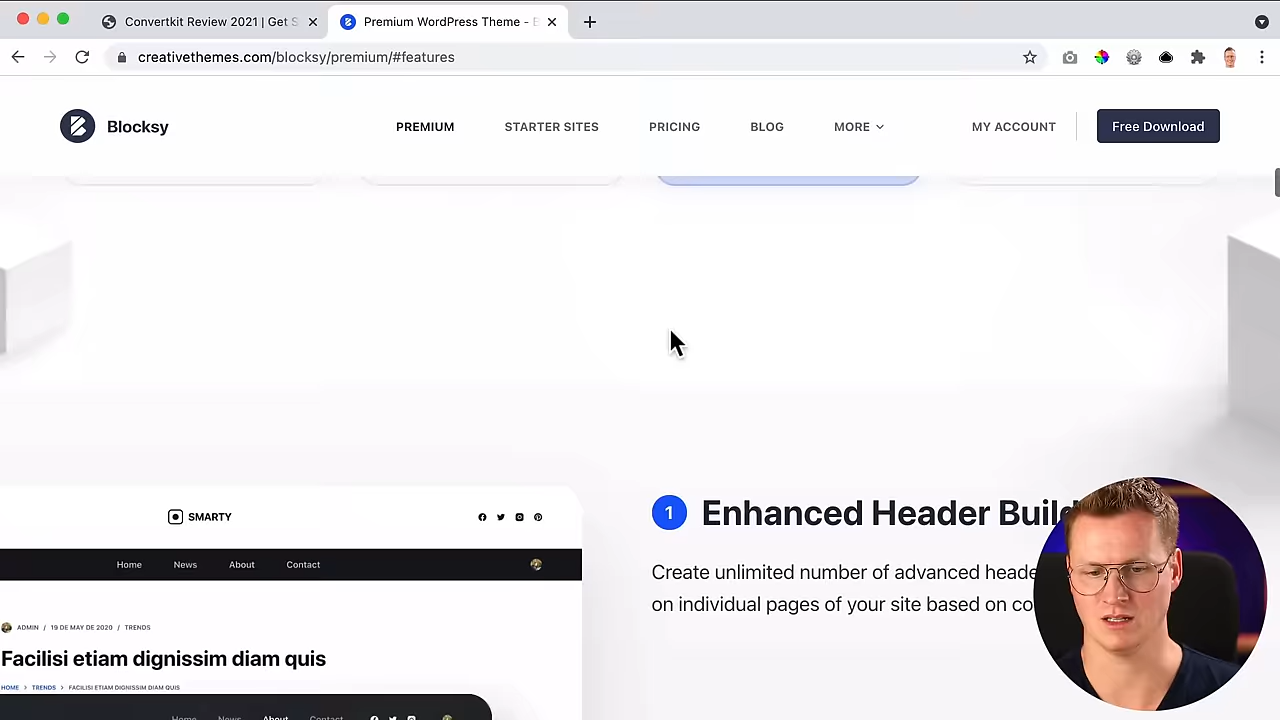 Convertkit Review 2021 | Get S
Premium WordPress Theme - B
creativethemes.com/blocksy/premium/#features
Blocksy
PREMIUM
STARTER SITES
PRICING
BLOG
MORE
MY ACCOUNT
Free Download
SMARTY
Home News About Contact
ADMIN / 19 DE MAY DE 2020 / TRENDS
Facilisi etiam dignissim diam quis
HOME > TRENDS > FACILISI ETIAM DIGNISSIM DIAM QUIS
Home News About Contact
1 Enhanced Header Build
Create unlimited number of advanced heade
on individual pages of your site based on co